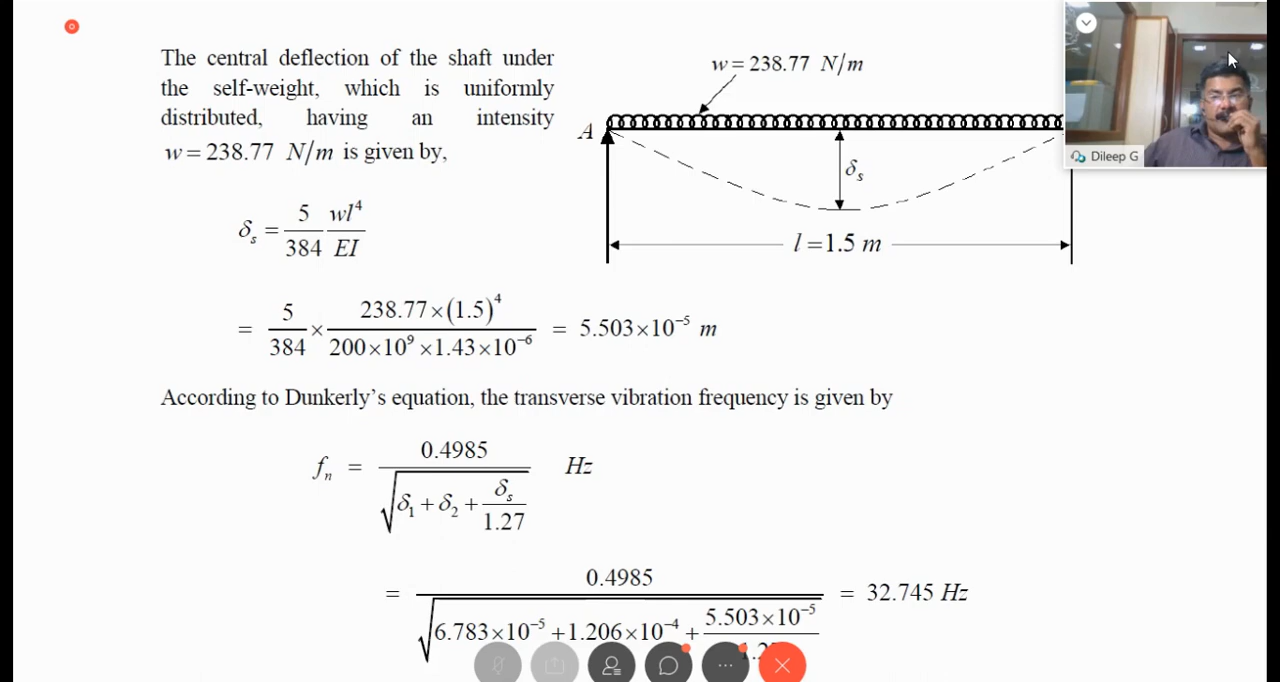 The central deflection of the shaft under
the self-weight, which is uniformly
distributed, having an intensity
w = 238.77 N/m is given by,
w = 238.77 N/m
A
δₛ
l = 1.5 m
Dileep G
δₛ = 5/384 wl⁴/EI
= 5/384 × 238.77×(1.5)⁴/200×10⁹×1.43×10⁻⁶ = 5.503×10⁻⁵ m
According to Dunkerly's equation, the transverse vibration frequency is given by
fₙ = 0.4985/√(δ₁ + δ₂ + δₛ/1.27) Hz
= 0.4985/√(6.783×10⁻⁵ + 1.206×10⁻⁴ + 5.503×10⁻⁵/1.2 = 32.745 Hz